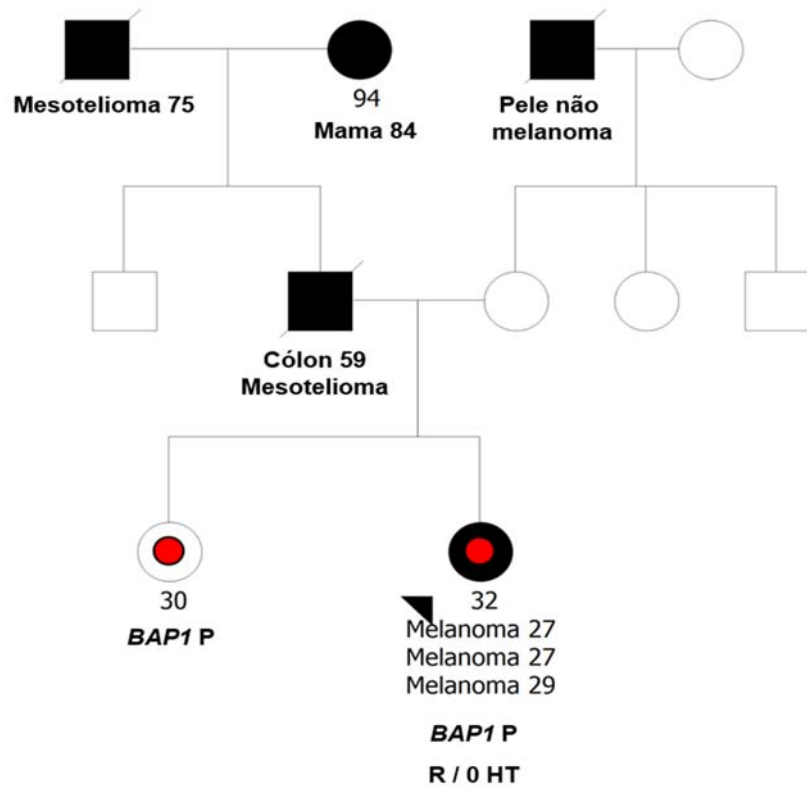 Mesotelioma 75
94
Mama 84
Pele não
melanoma
Cólon 59
Mesotelioma
30
BAP1 P
32
Melanoma 27
Melanoma 27
Melanoma 29
BAP1 P
R / 0 HT